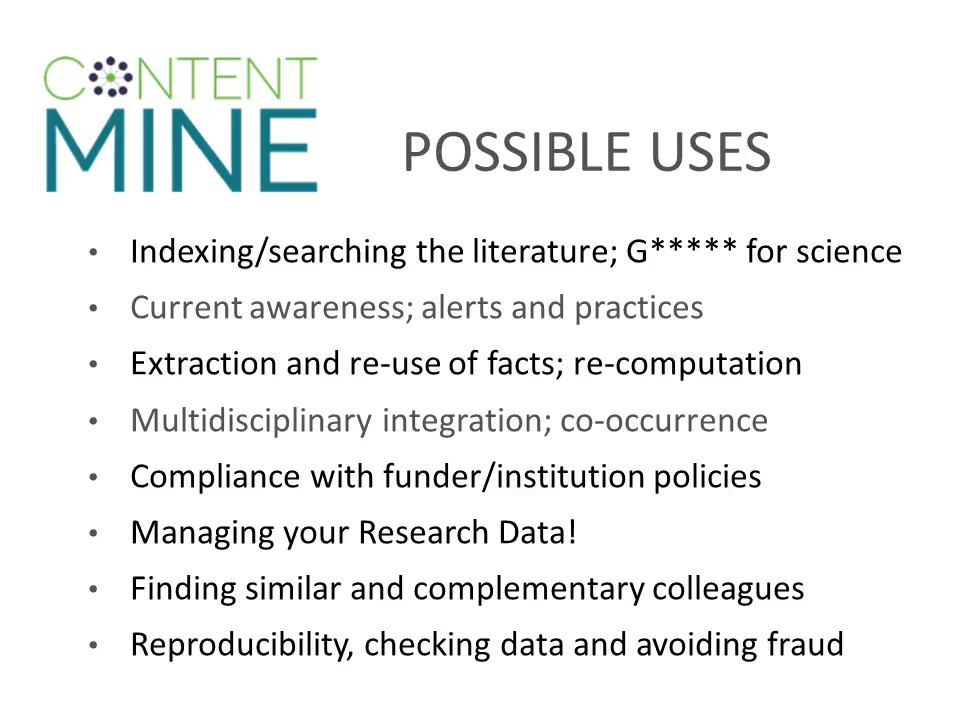 CONTENT
MINE
POSSIBLE USES
• Indexing/searching the literature; G***** for science
• Current awareness; alerts and practices
• Extraction and re-use of facts; re-computation
• Multidisciplinary integration; co-occurrence
• Compliance with funder/institution policies
• Managing your Research Data!
• Finding similar and complementary colleagues
• Reproducibility, checking data and avoiding fraud